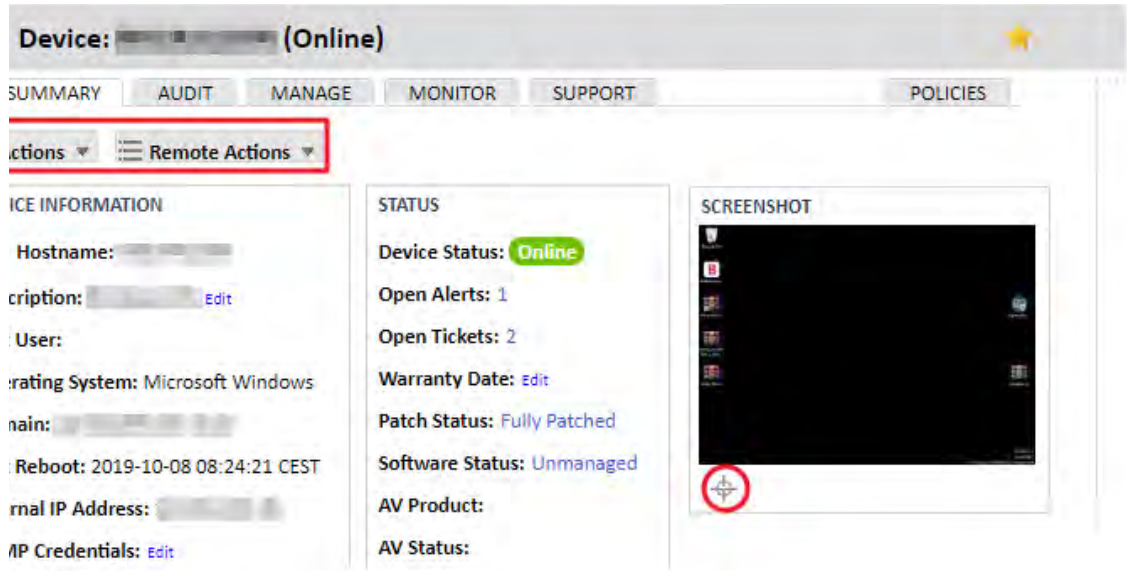 Device: (Online)
SUMMARY AUDIT MANAGE MONITOR SUPPORT POLICIES
ctions Remote Actions
ICE INFORMATION
Hostname:
cription: Edit
User:
erating System: Microsoft Windows
main:
Reboot: 2019-10-08 08:24:21 CEST
rnal IP Address:
MP Credentials: Edit
STATUS
Device Status: Online
Open Alerts: 1
Open Tickets: 2
Warranty Date: Edit
Patch Status: Fully Patched
Software Status: Unmanaged
AV Product:
AV Status:
SCREENSHOT